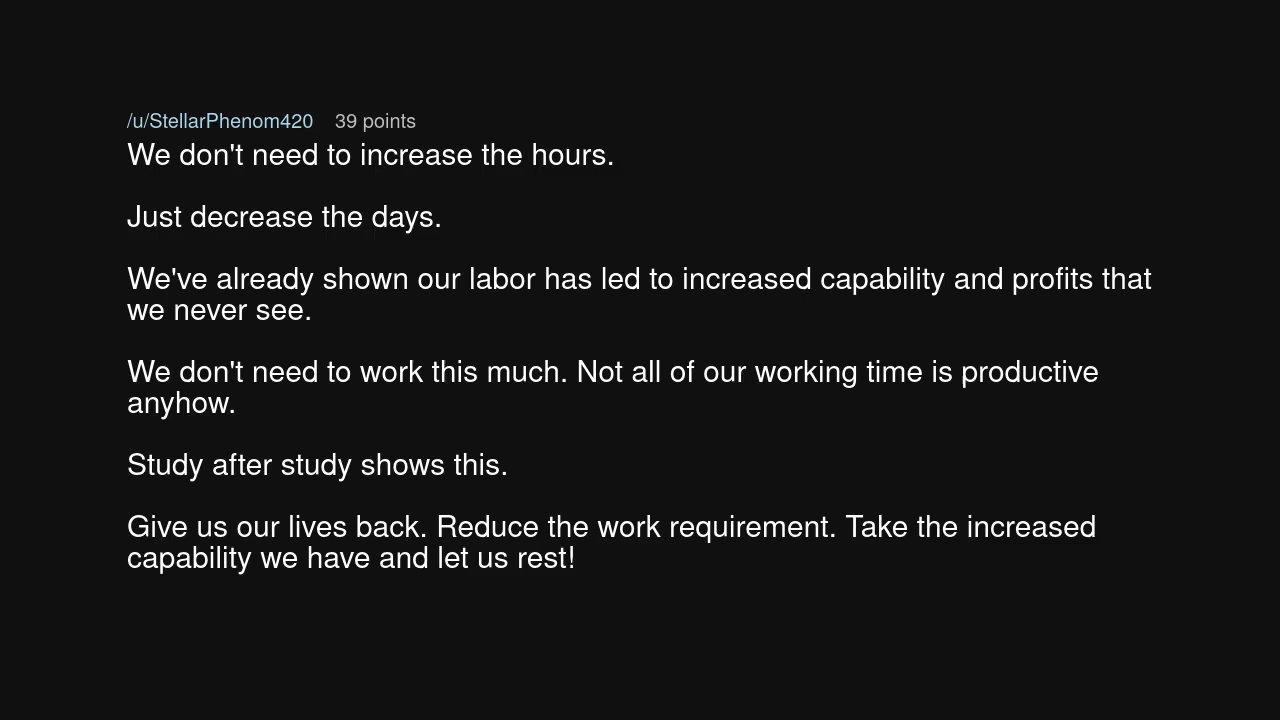 /u/StellarPhenom420 39 points
We don't need to increase the hours.
Just decrease the days.
We've already shown our labor has led to increased capability and profits that
we never see.
We don't need to work this much. Not all of our working time is productive
anyhow.
Study after study shows this.
Give us our lives back. Reduce the work requirement. Take the increased
capability we have and let us rest!